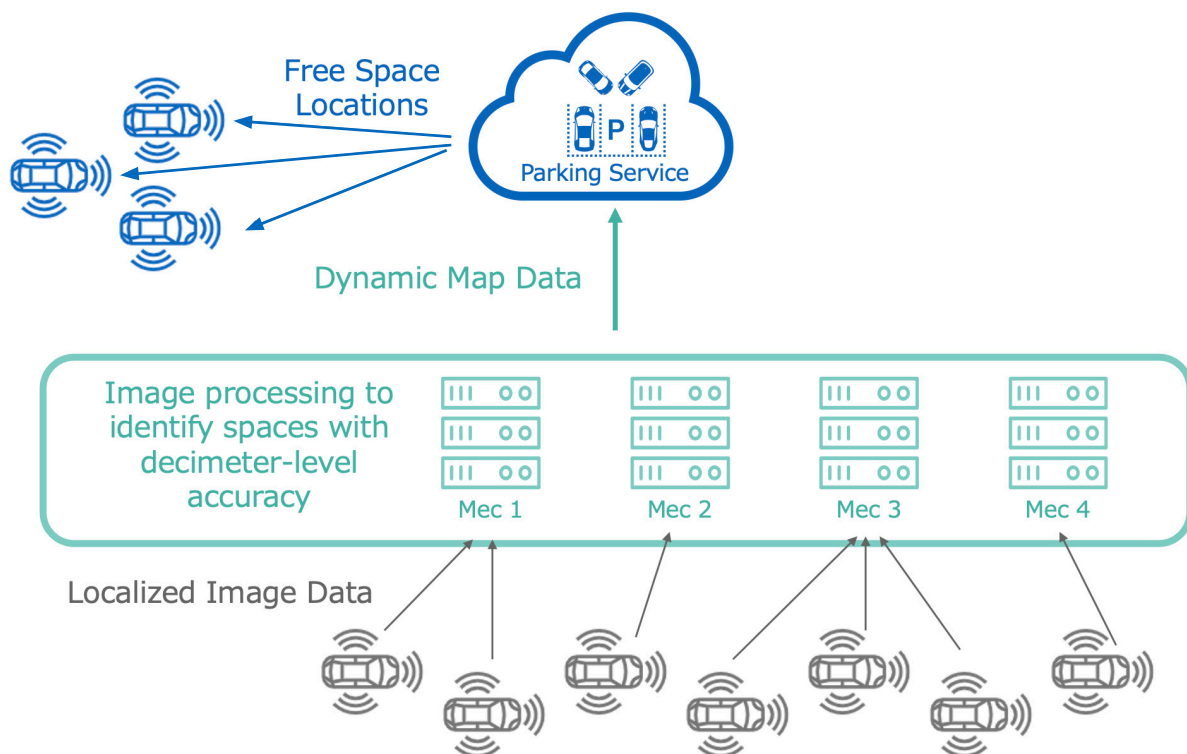 Free Space
Locations
P
Parking Service
Dynamic Map Data
Image processing to
identify spaces with
decimeter-level
accuracy
Mec 1
Mec 2
Mec 3
Mec 4
Localized Image Data